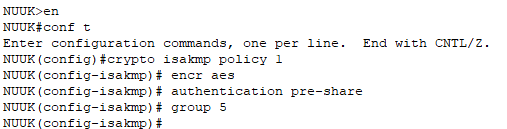 NUUK>en
NUUK#conf t
Enter configuration commands, one per line.  End with CNTL/Z.
NUUK(config)#crypto isakmp policy 1
NUUK(config-isakmp)# encr aes
NUUK(config-isakmp)# authentication pre-share
NUUK(config-isakmp)# group 5
NUUK(config-isakmp)#